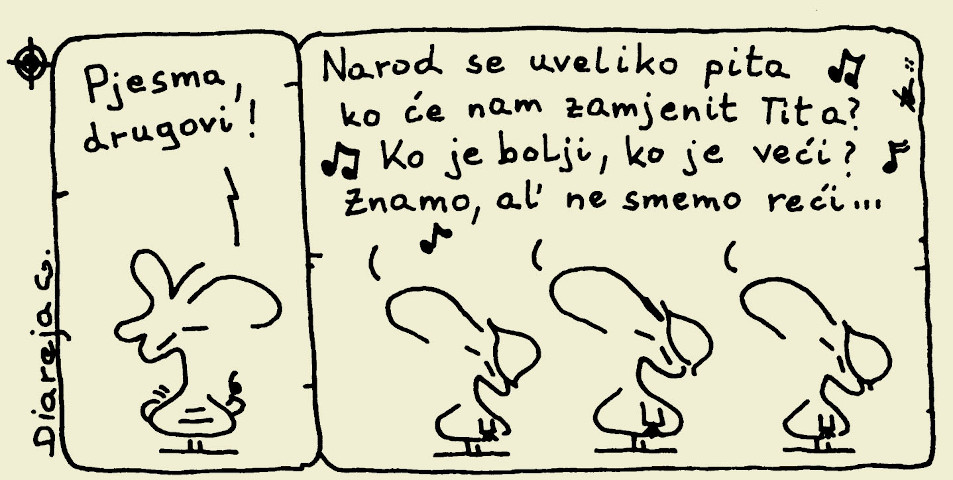 Pjesma,
drugovi!
Narod se uveliko pita
ko će nam zamjenit Tita?
Ko je bolji, ko je veći?
Znamo, al' ne smemo reći...
Diareja